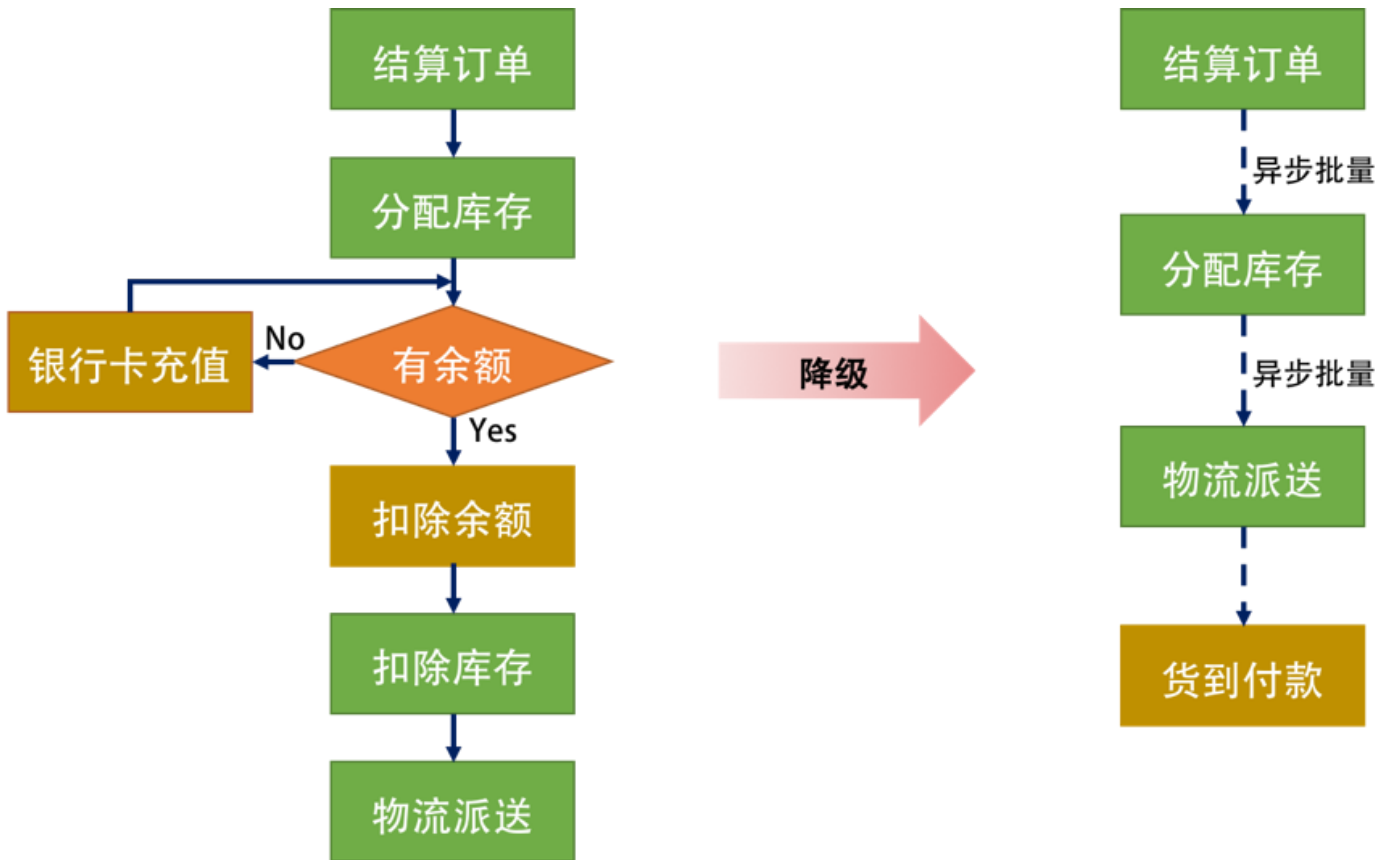 结算订单
分配库存
银行卡充值
No
有余额
Yes
扣除余额
扣除库存
物流派送
降级
结算订单
异步批量
分配库存
异步批量
物流派送
货到付款